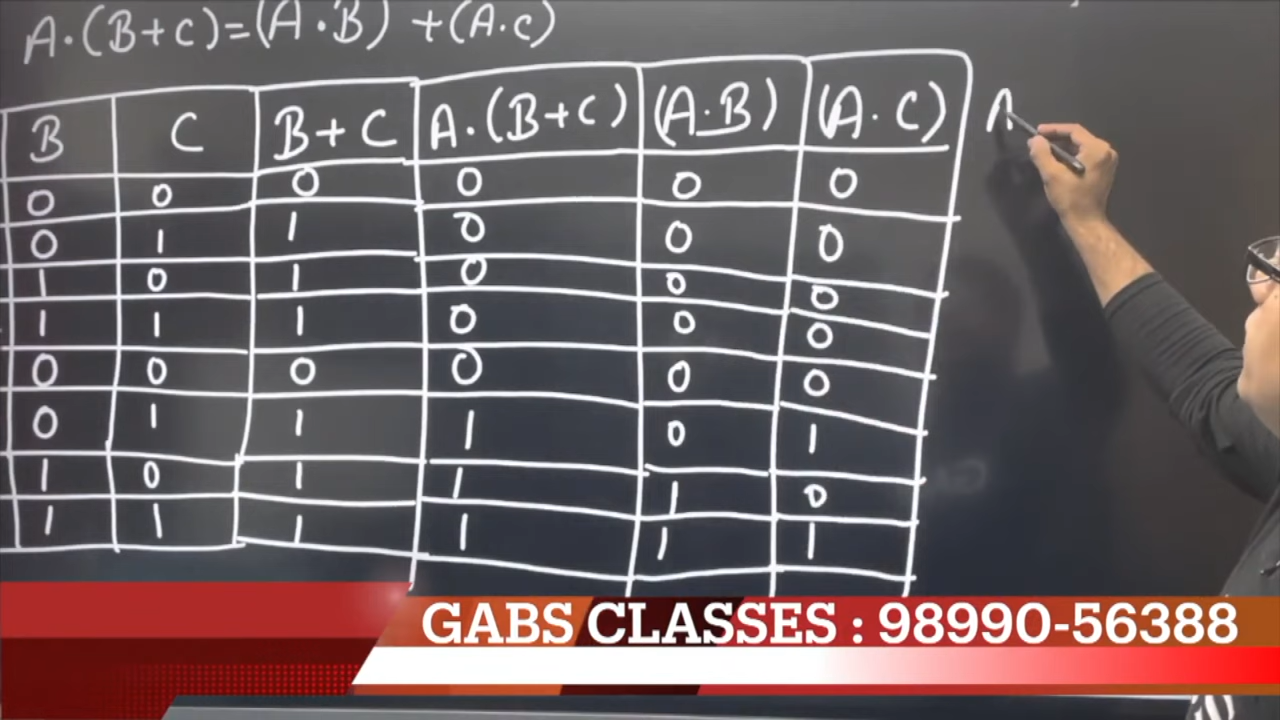 A·(B+C)=(A·B) +(A·C)
B C B+C A·(B+C) (A·B) (A·C) A
0 0 0 0 0 0
0 1 1 0 0 0
1 0 1 0 0 0
1 1 1 0 0 0
0 0 0 0 0 0
0 1 1 1 0 1
1 0 1 1 1 0
1 1 1 1 1 1
GABS CLASSES : 98990-56388